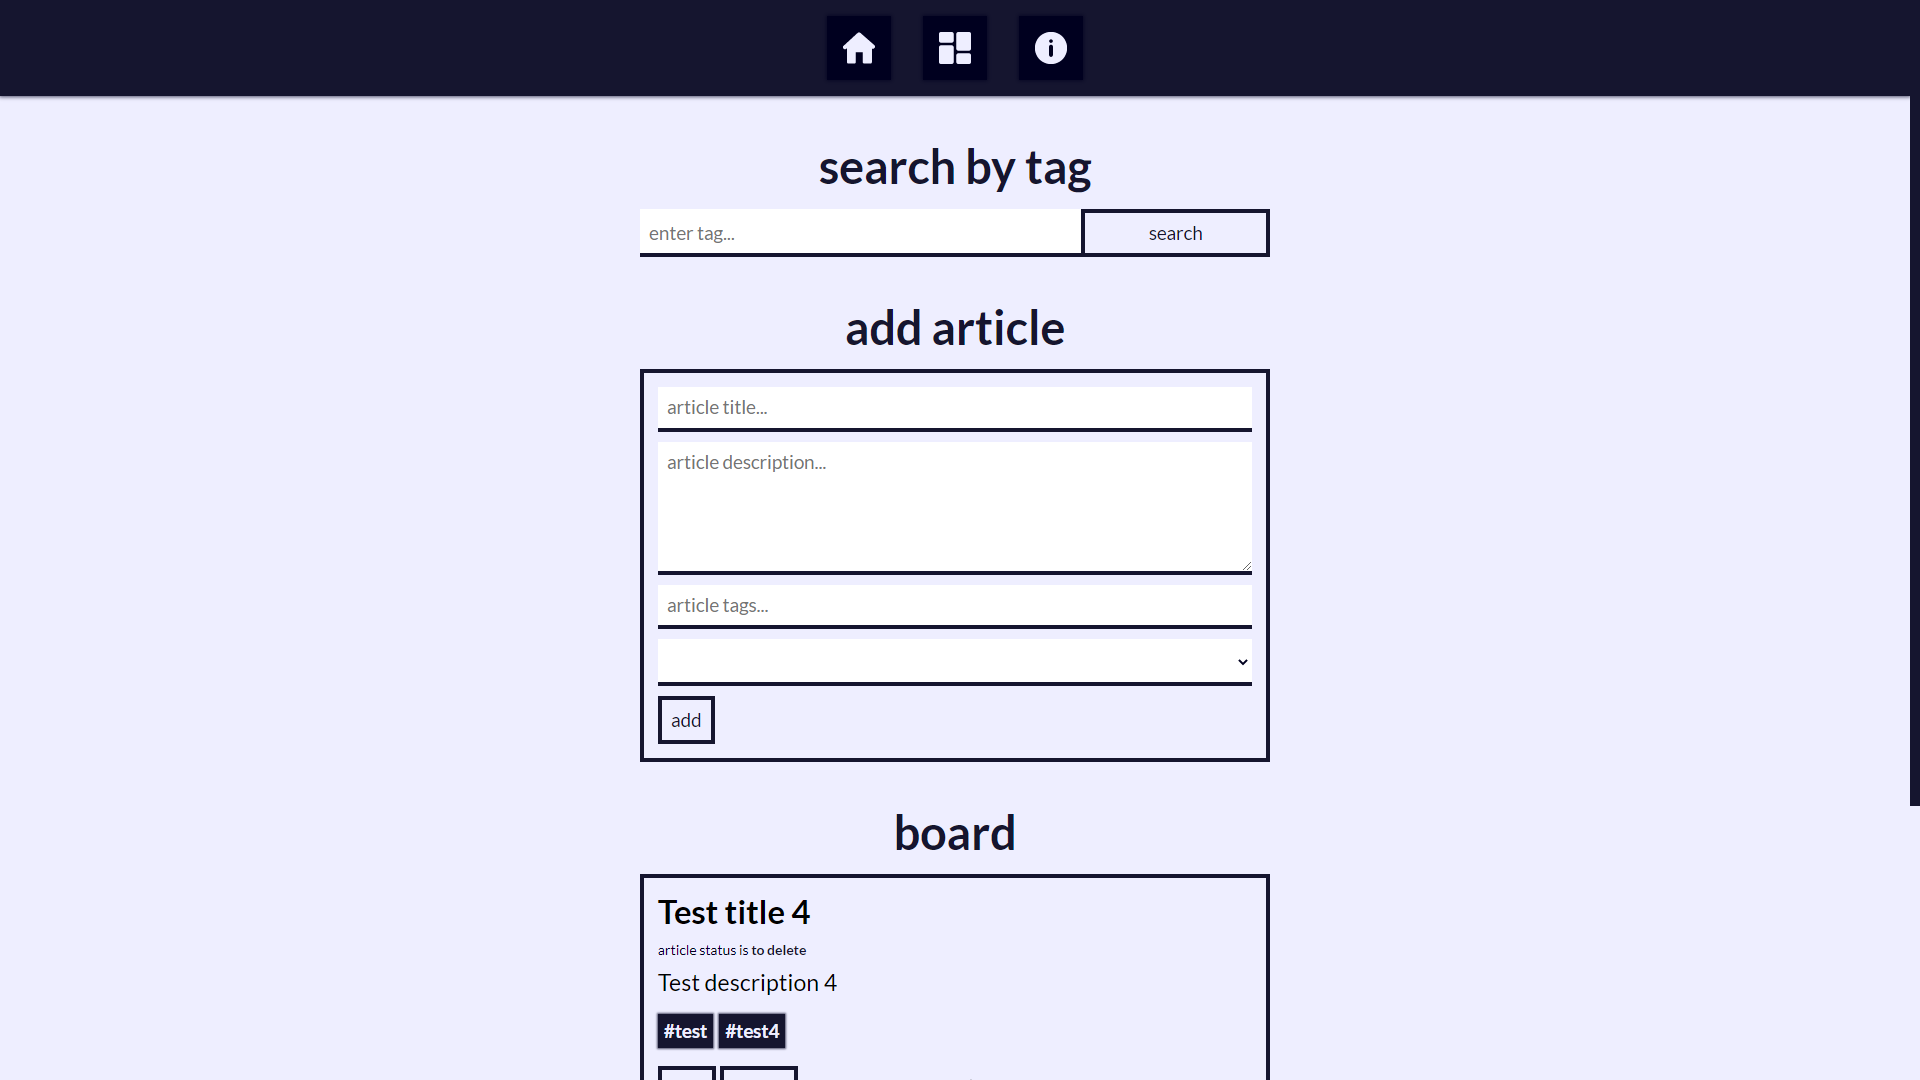 search by tag
enter tag...
search
add article
article title...
article description...
article tags...
add
board
Test title 4
article status is to delete
Test description 4
#test #test4